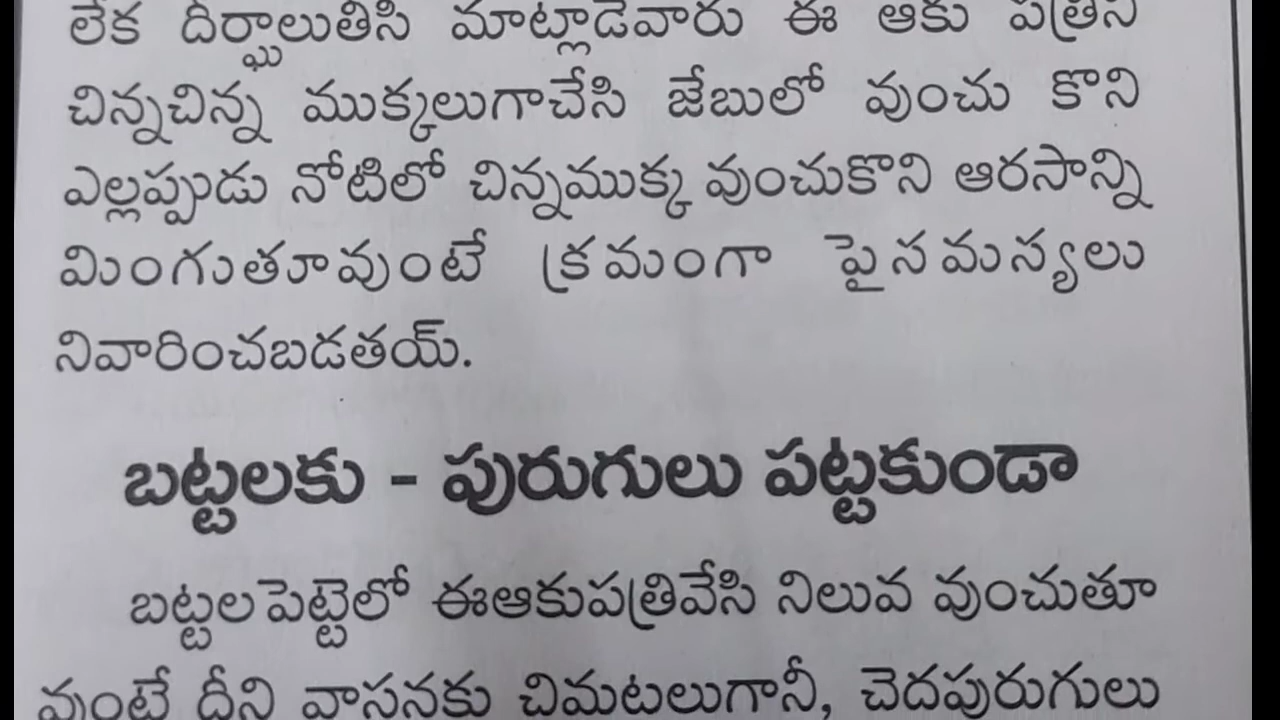 లేక దీర్ఘాలుతీసి మాట్లాడేవారు ఈ ఆకు పత్రిని
చిన్నచిన్న ముక్కలుగాచేసి జేబులో వుంచు కొని
ఎల్లప్పుడు నోటిలో చిన్నముక్క వుంచుకొని ఆరసాన్ని
మింగుతూవుంటే క్రమంగా పైసమస్యలు
నివారించబడతయ్.
బట్టలకు - పురుగులు పట్టకుండా
బట్టలపెట్టెలో ఈఆకుపత్రివేసి నిలువ వుంచుతూ
వుంటే దీని వాసనకు చిమటలుగానీ, చెదపురుగులు